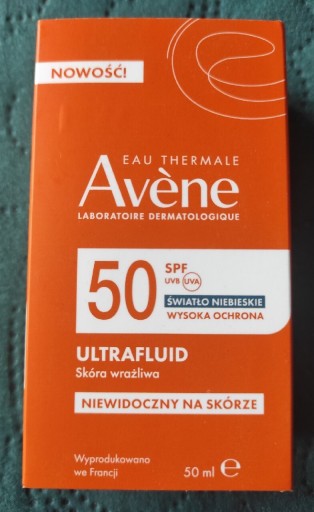 NOWOŚĆ!
EAU THERMALE
Avène
LABORATOIRE DERMATOLOGIQUE
50 SPF
UVB UVA
ŚWIATŁO NIEBIESKIE
WYSOKA OCHRONA
ULTRAFLUID
Skóra wrażliwa
NIEWIDOCZNY NA SKÓRZE
Wyprodukowano
we Francji
50 ml ℮